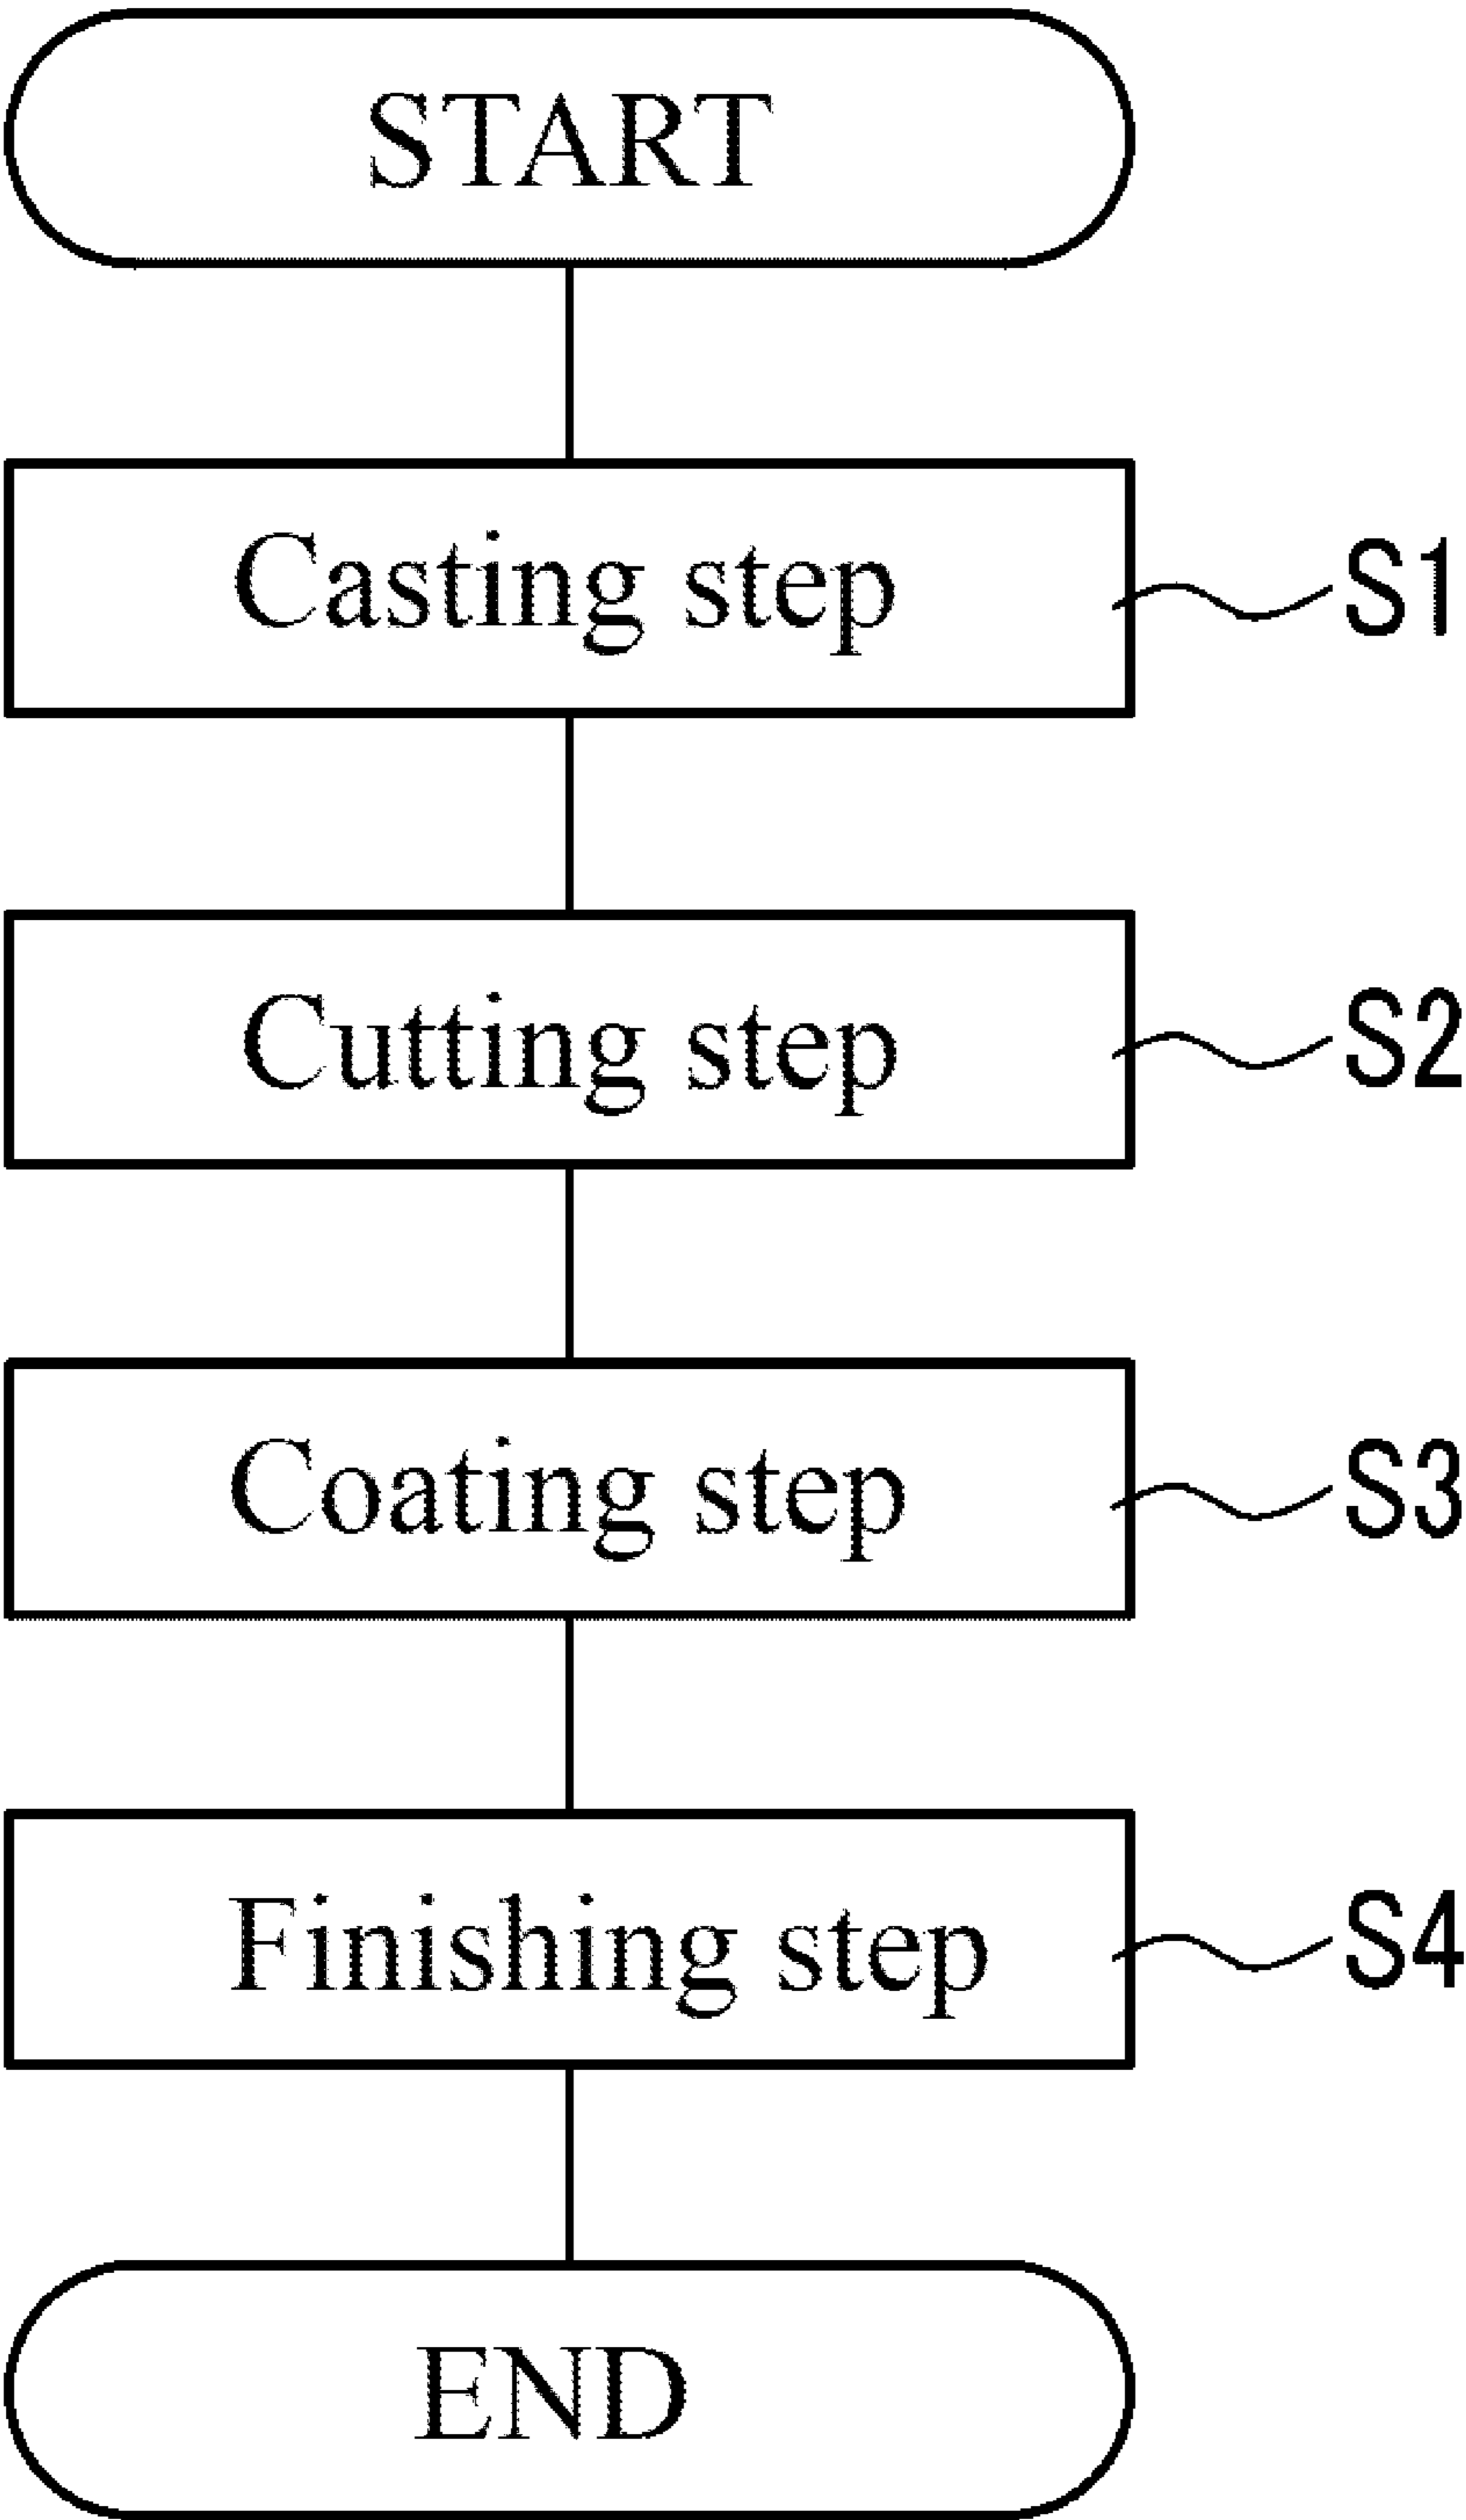 START
Casting step S1
Cutting step S2
Coating step S3
Finishing step S4
END